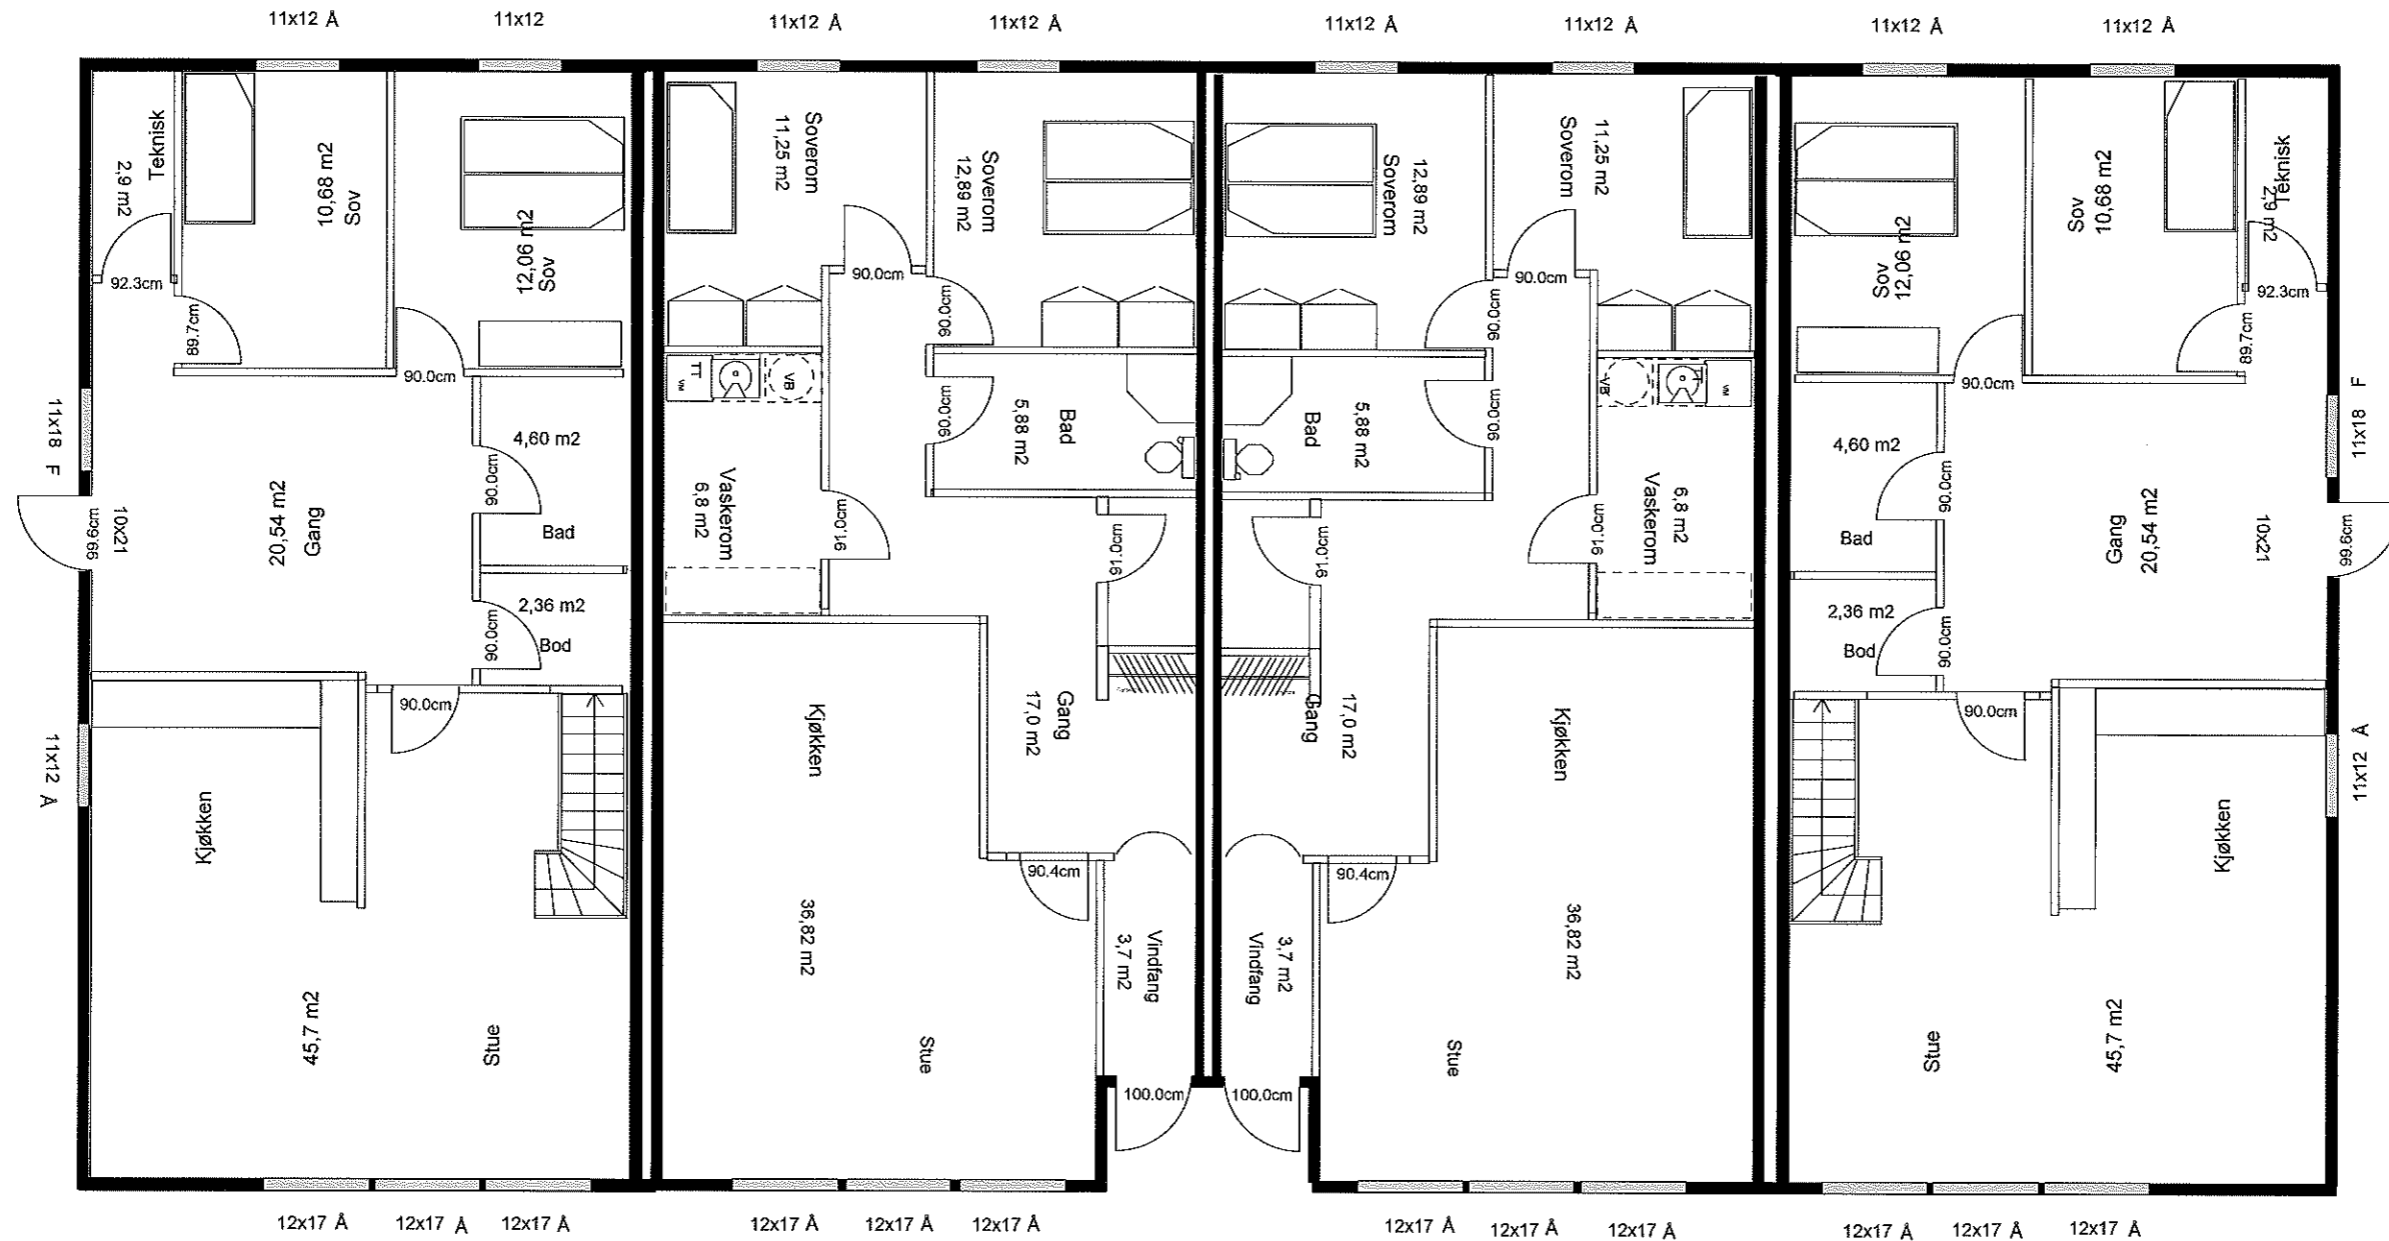 11x12 Å
11x12
11x12 Å
11x12 Å
11x12 Å
11x12 Å
11x12 Å
11x12 Å
Teknisk
2,9 m2
92.3cm
10,68 m2
Sov
89.7cm
12,06 m2
Sov
90.0cm
11x18 F
99.6cm
10x21
20,54 m2
Gang
4,60 m2
90.0cm
Bad
2,36 m2
90.0cm
Bod
90.0cm
11x12 Å
Kjøkken
45,7 m2
Stue
12x17 Å
12x17 Å
12x17 Å
Soverom
11,25 m2
90.0cm
Soverom
12,89 m2
90.0cm
TT
VM
VB
90.0cm
Bad
5,88 m2
Vaskerom
6,8 m2
91.0cm
91.0cm
Gang
17,0 m2
Kjøkken
36,82 m2
90.4cm
Vindfang
3,7 m2
Stue
100.0cm
12x17 Å
12x17 Å
12x17 Å
12,89 m2
Soverom
90.0cm
11,25 m2
Soverom
90.0cm
5,88 m2
Bad
90.0cm
VB
VM
6,8 m2
Vaskerom
91.0cm
91.0cm
17,0 m2
Gang
Kjøkken
36,82 m2
90.4cm
3,7 m2
Vindfang
Stue
100.0cm
12x17 Å
12x17 Å
12x17 Å
Sov
12,06 m2
90.0cm
Sov
10,68 m2
89.7cm
Teknisk
2,9 m2
92.3cm
11x18 F
4,60 m2
90.0cm
Bad
2,36 m2
90.0cm
Bod
Gang
20,54 m2
10x21
99.6cm
90.0cm
11x12 Å
Kjøkken
Stue
45,7 m2
12x17 Å
12x17 Å
12x17 Å